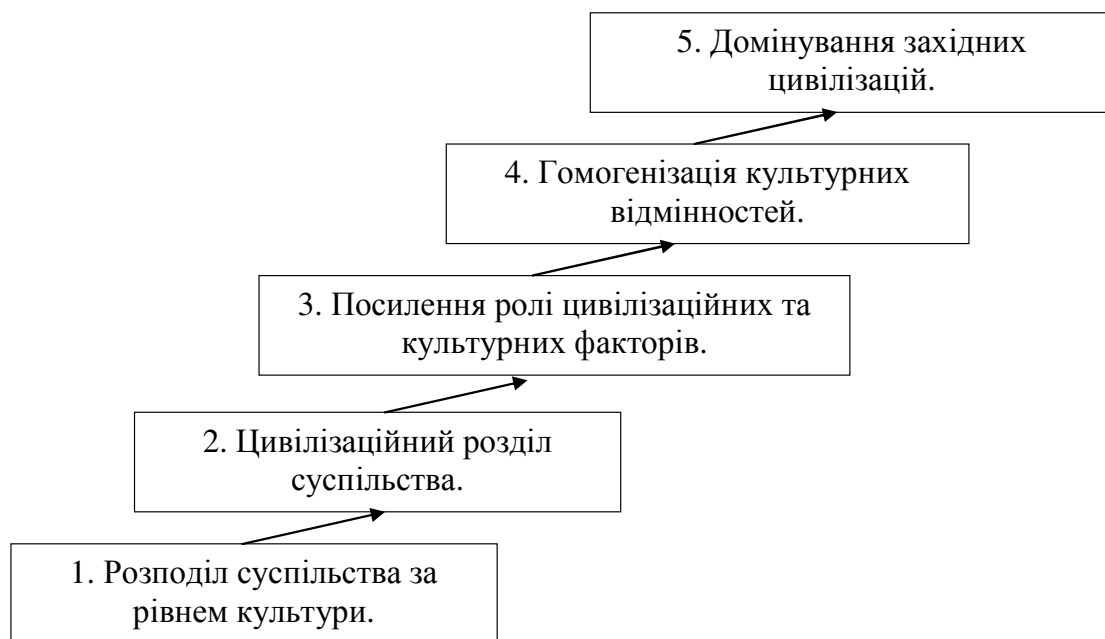 5. Домінування західних
цивілізацій.
4. Гомогенізація культурних
відмінностей.
3. Посилення ролі цивілізаційних та
культурних факторів.
2. Цивілізаційний розділ
суспільства.
1. Розподіл суспільства за
рівнем культури.